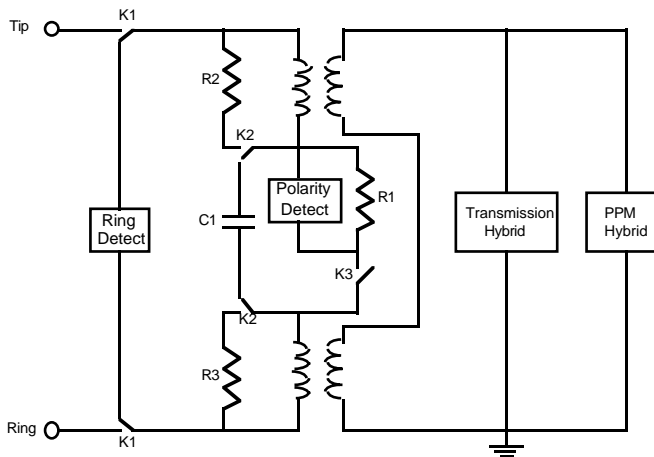 K1
Tip
R2
K2
Polarity
Detect
R1
Transmission
Hybrid
PPM
Hybrid
Ring
Detect
C1
K3
K2
R3
Ring
K1